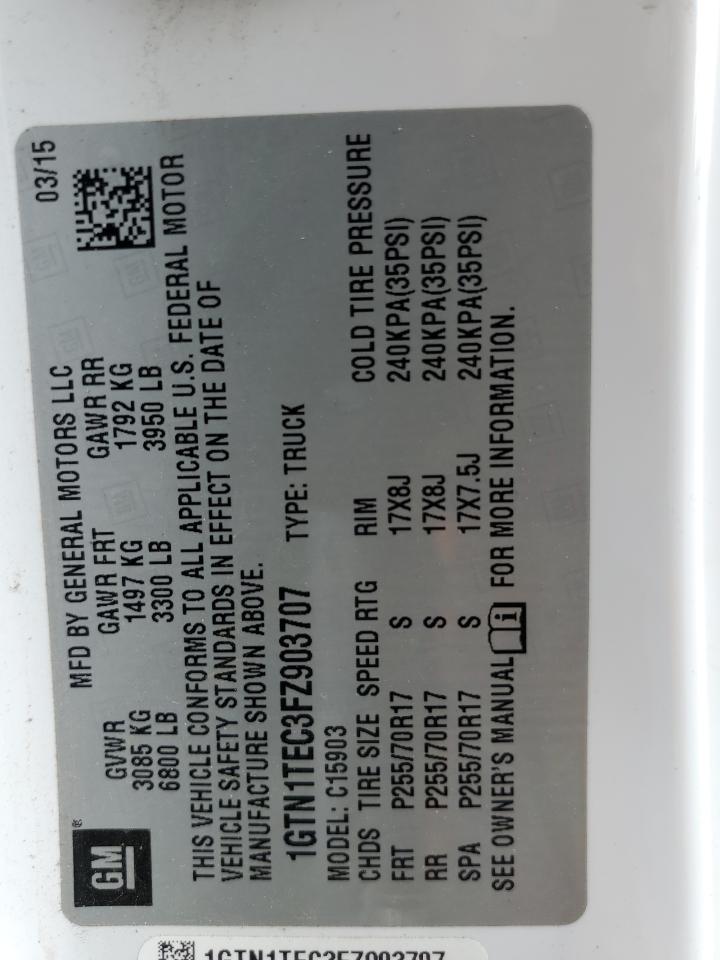 GM®
MFD BY GENERAL MOTORS LLC 03/15
GVWR GAWR FRT GAWR RR
3085 KG 1497 KG 1792 KG
6800 LB 3300 LB 3950 LB
THIS VEHICLE CONFORMS TO ALL APPLICABLE U.S. FEDERAL MOTOR
VEHICLE SAFETY STANDARDS IN EFFECT ON THE DATE OF
MANUFACTURE SHOWN ABOVE.
1GTN1TEC3FZ903707 TYPE: TRUCK
MODEL: C15903
CHDS TIRE SIZE SPEED RTG RIM COLD TIRE PRESSURE
FRT P255/70R17 S 17X8J 240KPA(35PSI)
RR P255/70R17 S 17X8J 240KPA(35PSI)
SPA P255/70R17 S 17X7.5J 240KPA(35PSI)
SEE OWNER'S MANUAL FOR MORE INFORMATION.
1GTN1TEC3FZ903707